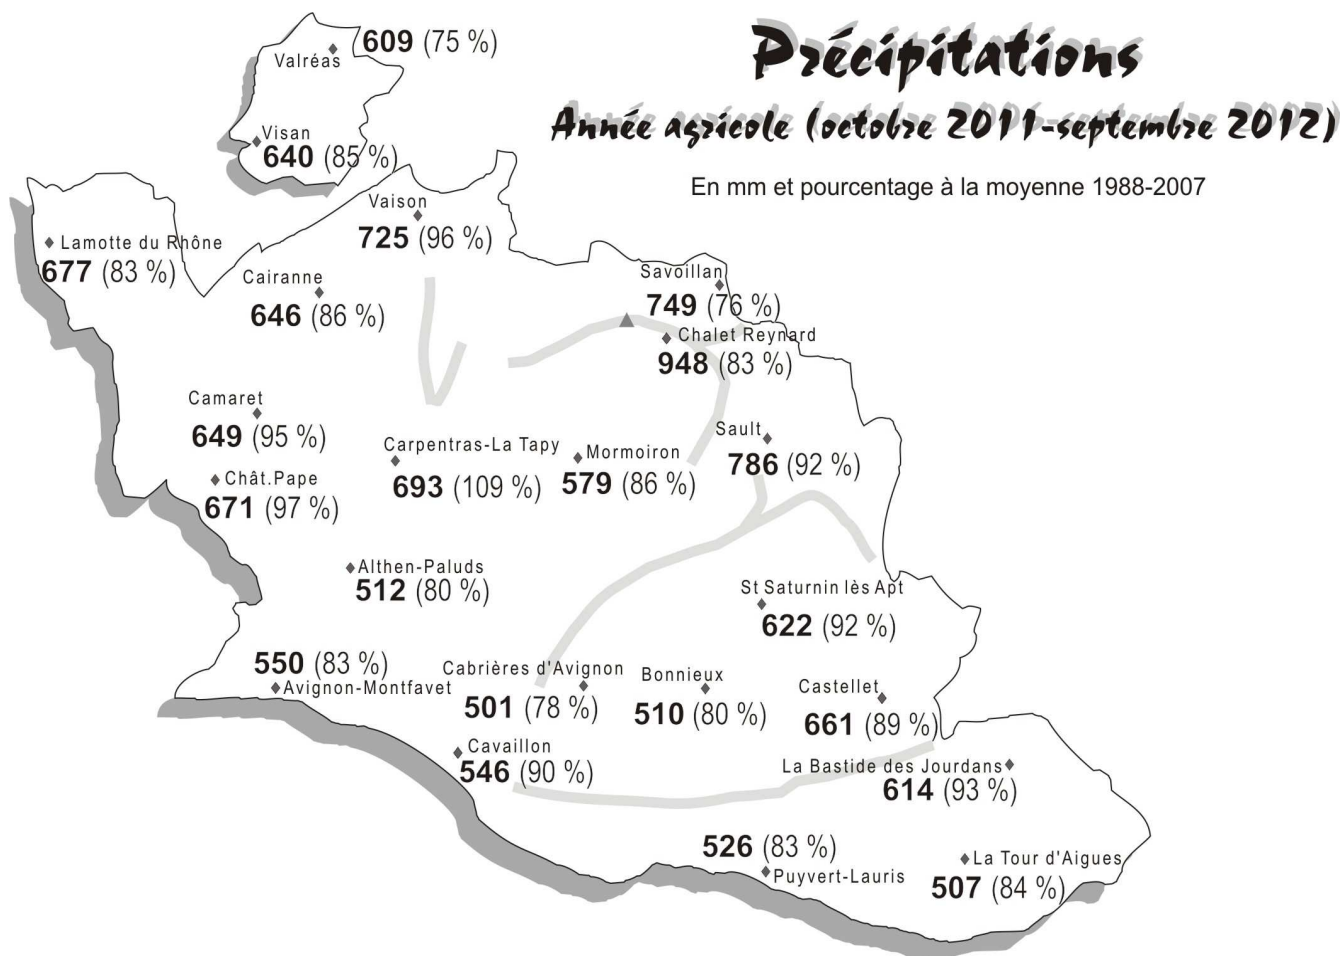 Précipitations
Année agricole (octobre 2011-septembre 2012)
En mm et pourcentage à la moyenne 1988-2007
609 (75 %)
Valréas
Visan
640 (85 %)
Vaison
725 (96 %)
Lamotte du Rhône
677 (83 %)
Cairanne
646 (86 %)
Savoillan
749 (76 %)
Chalet Reynard
948 (83 %)
Camaret
649 (95 %)
Carpentras-La Tapy
693 (109 %)
Mormoiron
579 (86 %)
Sault
786 (92 %)
Chât.Pape
671 (97 %)
Althen-Paluds
512 (80 %)
St Saturnin lès Apt
622 (92 %)
550 (83 %)
Avignon-Montfavet
Cabrières d'Avignon
501 (78 %)
Bonnieux
510 (80 %)
Castellet
661 (89 %)
Cavaillon
546 (90 %)
La Bastide des Jourdans
614 (93 %)
526 (83 %)
Puyvert-Lauris
La Tour d'Aigues
507 (84 %)